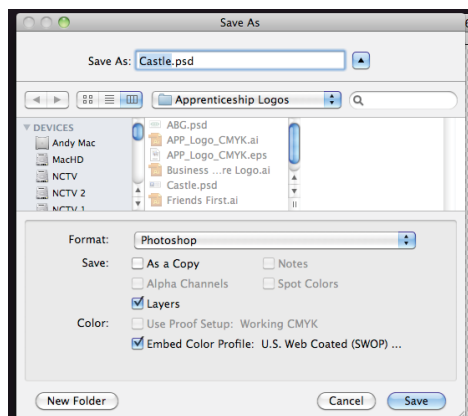 Save As
Save As: Castle.psd
Apprenticeship Logos
DEVICES
Andy Mac
MacHD
NCTV
NCTV 2
NCTV 1
ABG.psd
APP_Logo_CMYK.ai
APP_Logo_CMYK.eps
Business ...re Logo.ai
Castle.psd
Friends First.ai
Format: Photoshop
Save: As a Copy Notes
Alpha Channels Spot Colors
Layers
Color: Use Proof Setup: Working CMYK
Embed Color Profile: U.S. Web Coated (SWOP) ...
New Folder Cancel Save